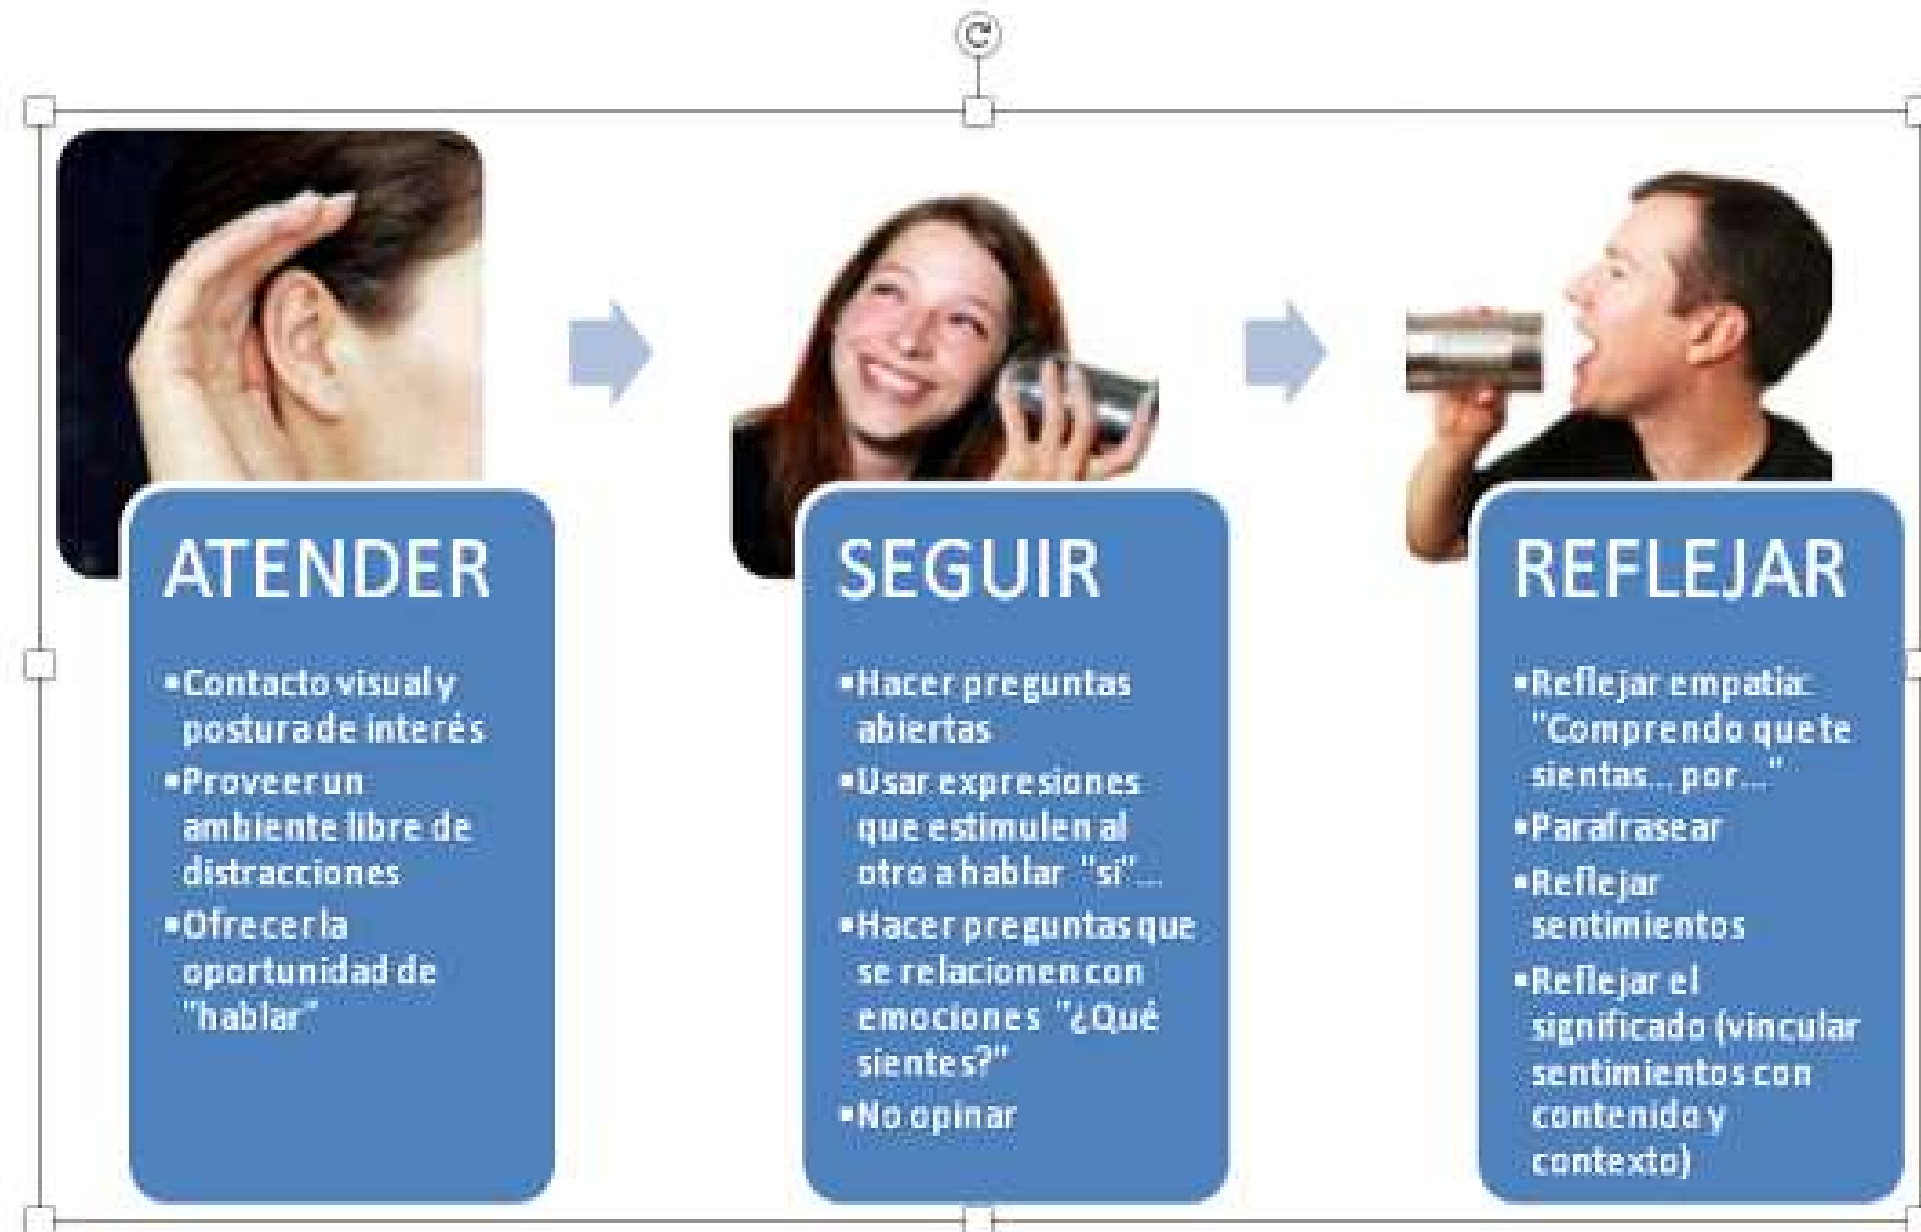 ATENDER
▪Contacto visual y
postura de interés
▪Proveer un
ambiente libre de
distracciones
▪Ofrecer la
oportunidad de
"hablar"
SEGUIR
▪Hacer preguntas
abiertas
▪Usar expresiones
que estimulen al
otro a hablar "si"...
▪Hacer preguntas que
se relacionen con
emociones "¿Qué
sientes?"
▪No opinar
REFLEJAR
▪Reflejar empatía:
"Comprendo que te
sientas... por..."
▪Parafrasear
▪Reflejar
sentimientos
▪Reflejar el
significado (vincular
sentimientos con
contenido y
contexto)